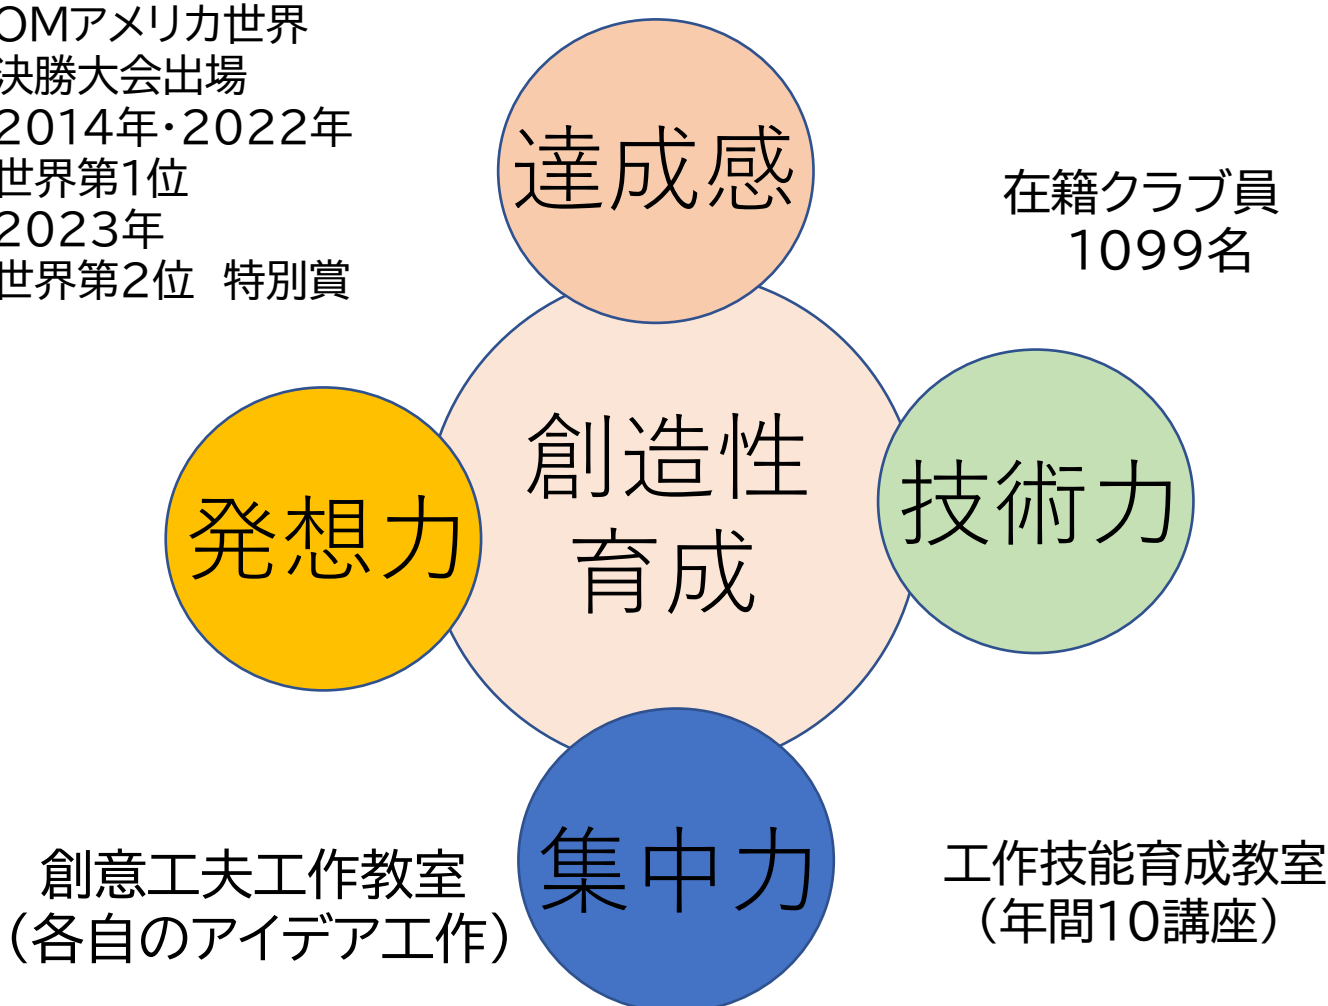 OMアメリカ世界
決勝大会出場
2014年・2022年
世界第1位
2023年
世界第2位 特別賞
達成感
在籍クラブ員
1099名
創造性
育成
発想力
技術力
集中力
創意工夫工作教室
（各自のアイデア工作）
工作技能育成教室
（年間10講座）